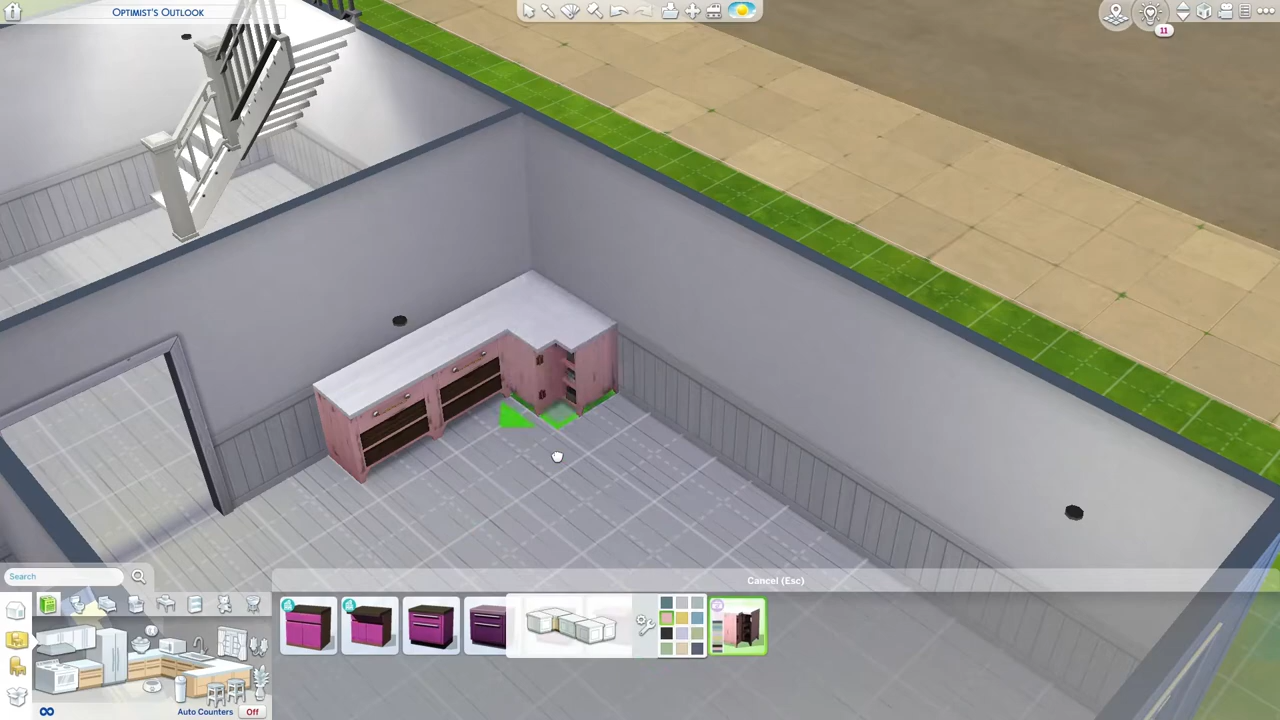 OPTIMIST'S OUTLOOK
11
Cancel (Esc)
Search
Auto Counters Off